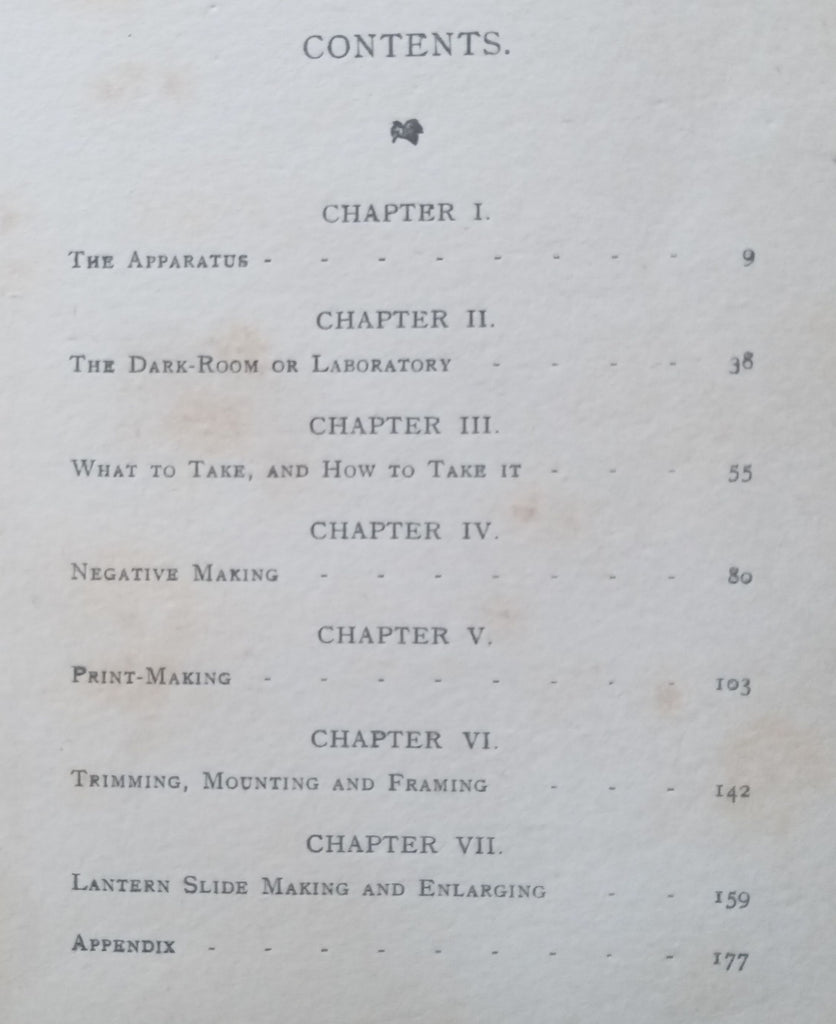 CONTENTS.
CHAPTER I.
THE APPARATUS - - - - - - - - 9
CHAPTER II.
THE DARK-ROOM OR LABORATORY - - - - 38
CHAPTER III.
WHAT TO TAKE, AND HOW TO TAKE IT - - - 55
CHAPTER IV.
NEGATIVE MAKING - - - - - - - 80
CHAPTER V.
PRINT-MAKING - - - - - - - - 103
CHAPTER VI.
TRIMMING, MOUNTING AND FRAMING - - - 142
CHAPTER VII.
LANTERN SLIDE MAKING AND ENLARGING - - 159
APPENDIX - - - - - - - - - 177